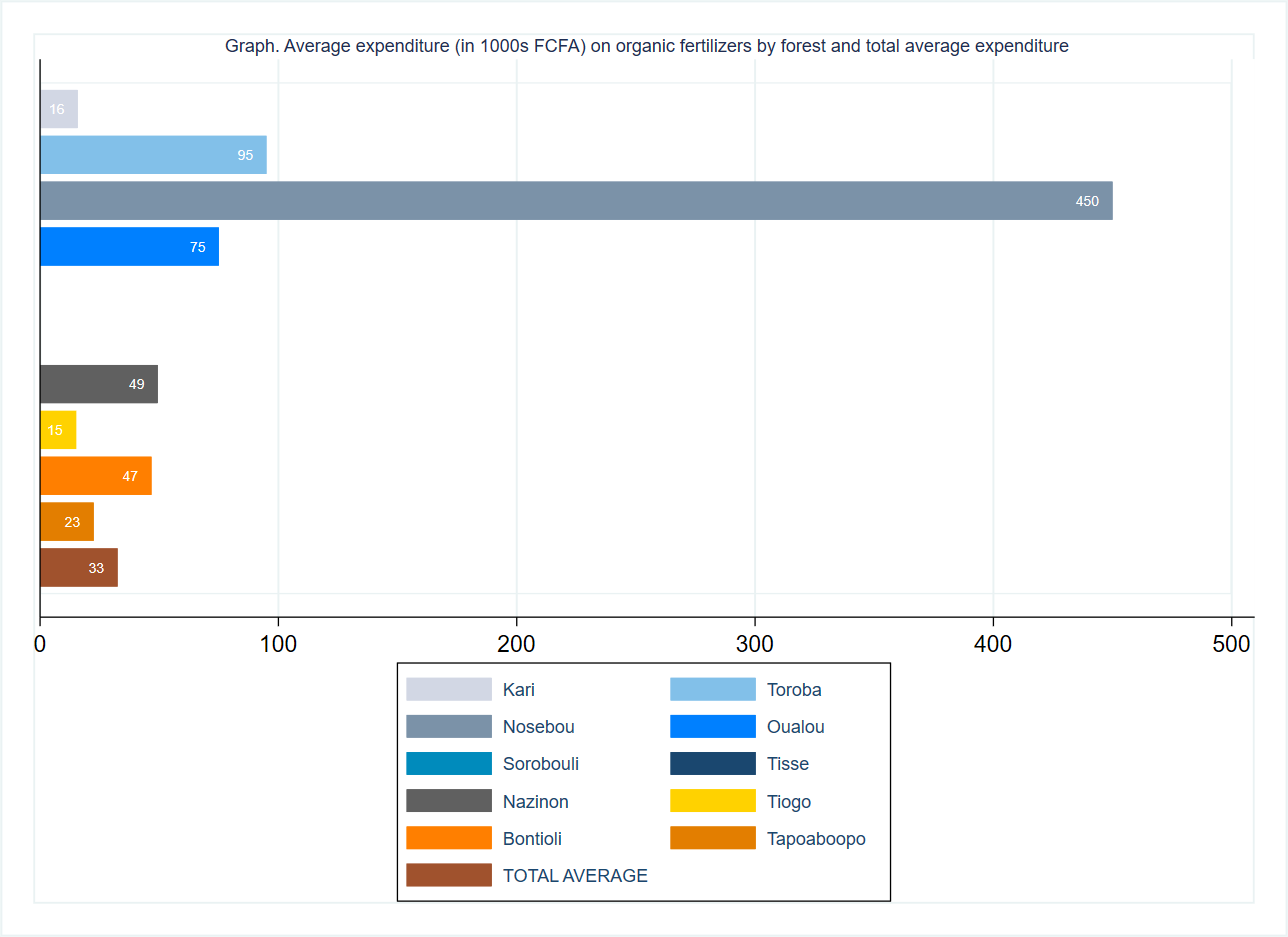 Graph. Average expenditure (in 1000s FCFA) on organic fertilizers by forest and total average expenditure
16
95
450
75
49
15
47
23
33
0 100 200 300 400 500
Kari Toroba
Nosebou Oualou
Sorobouli Tisse
Nazinon Tiogo
Bontioli Tapoaboopo
TOTAL AVERAGE